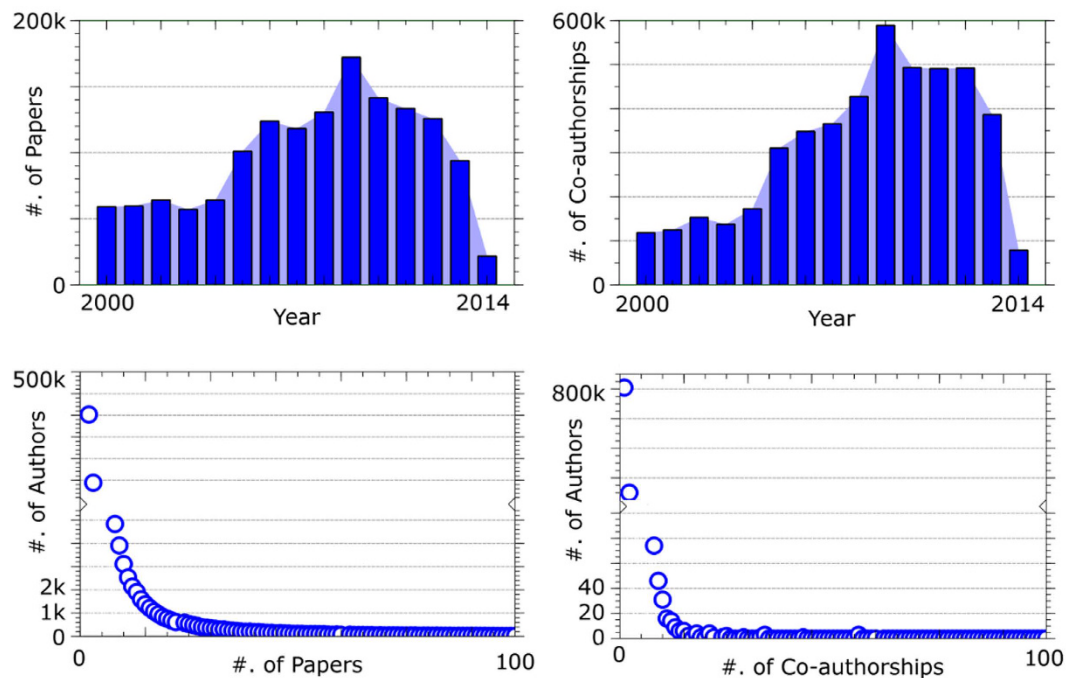 200k
#. of Papers
0
2000
2014
Year
600k
#. of Co-authorships
0
2000
2014
Year
500k
#. of Authors
2k
1k
0
0
100
#. of Papers
800k
#. of Authors
40
20
0
0
100
#. of Co-authorships